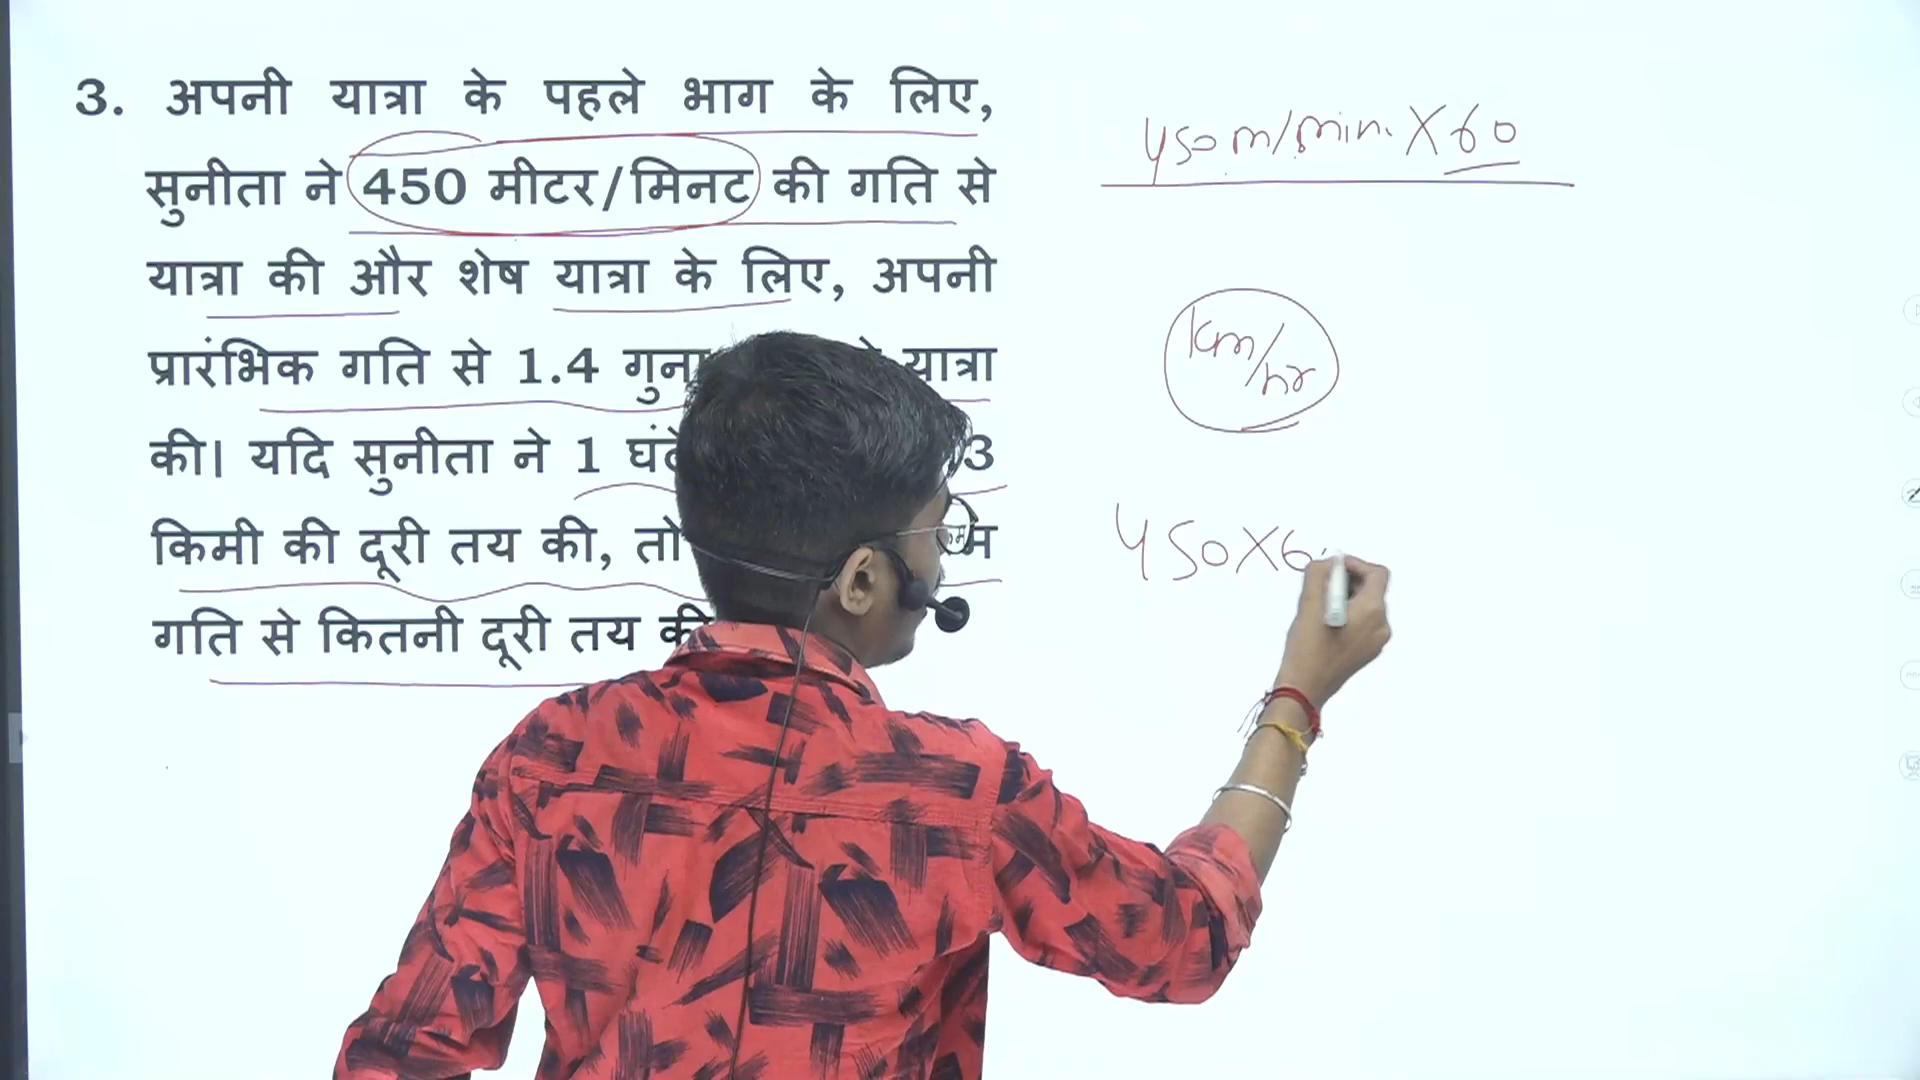 3. अपनी यात्रा के पहले भाग के लिए,
सुनीता ने 450 मीटर/मिनट की गति से
यात्रा की और शेष यात्रा के लिए, अपनी
प्रारंभिक गति से 1.4 गुना यात्रा
की। यदि सुनीता ने 1 3
किमी की दूरी तय की, तो
गति से कितनी दूरी तय
450 m/min. X 60
km/hr
450 X 6